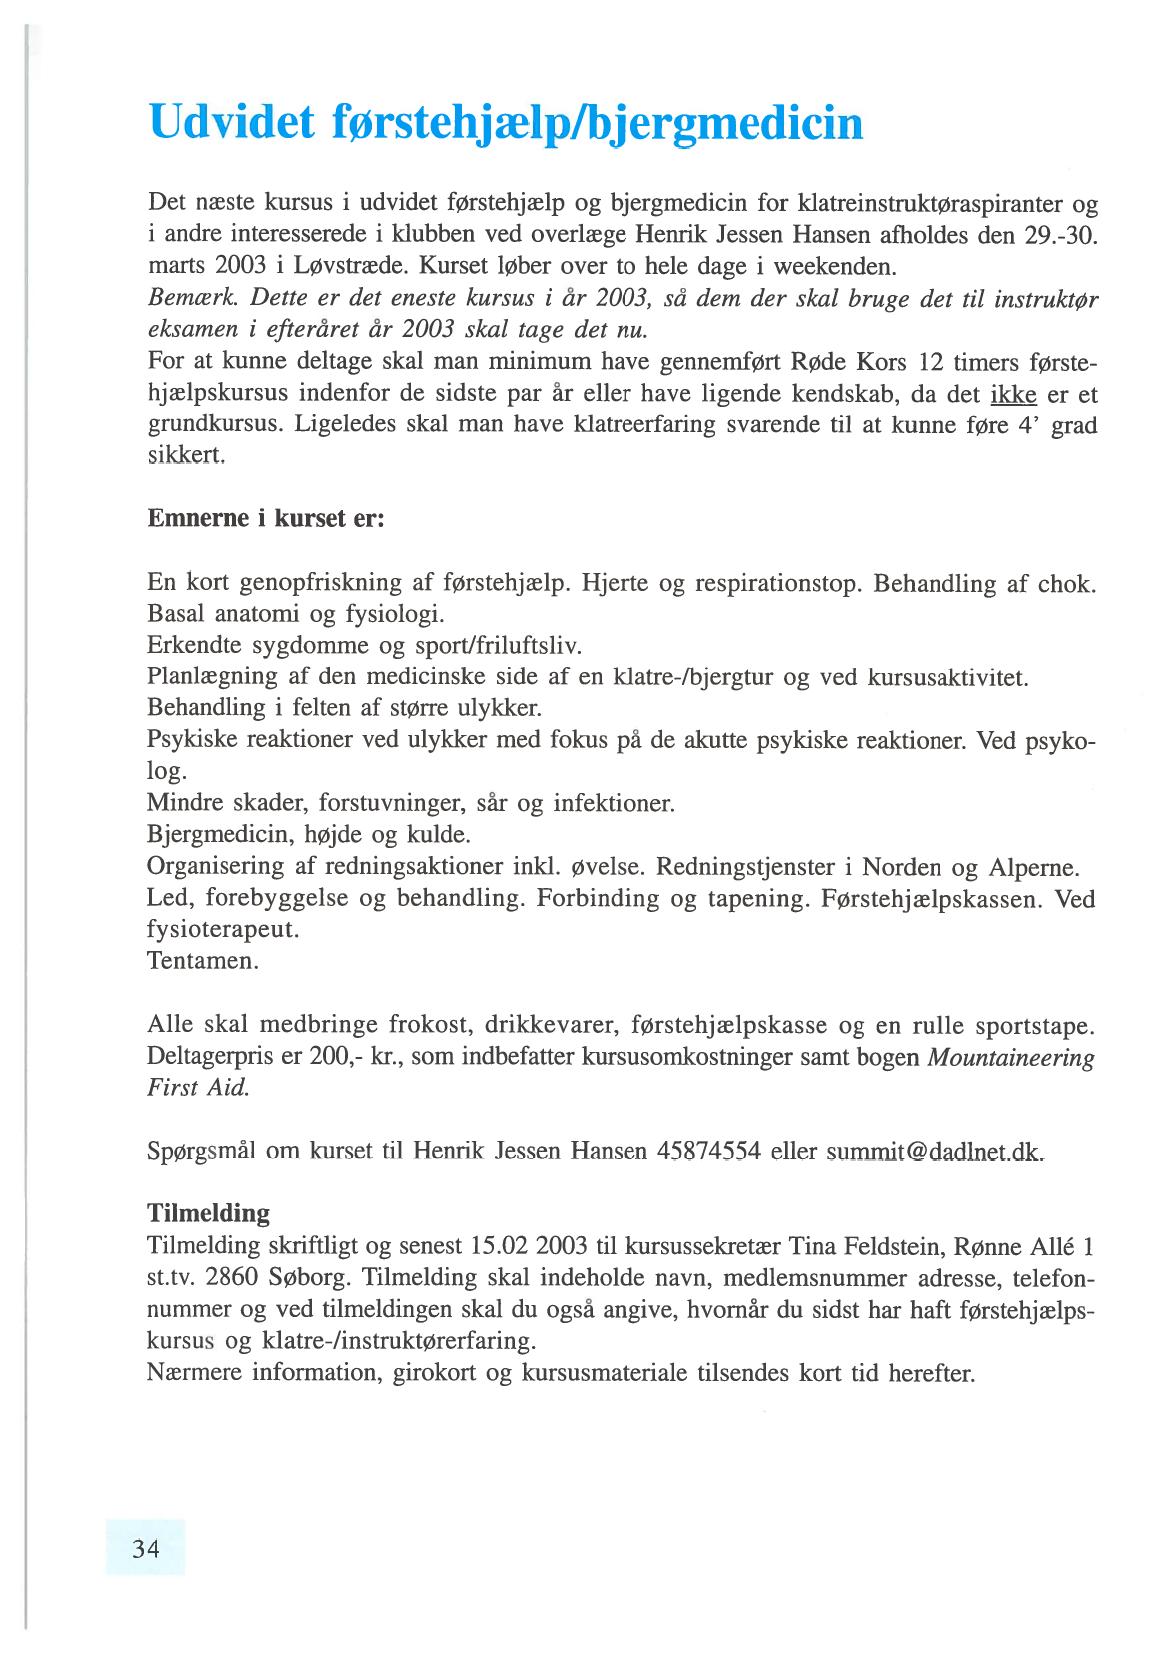 Udvidet førstehjælp/bjergmedicin
Det næste kursus i udvidet førstehjælp og bjergmedicin for klatreinstruktøraspiranter og
i andre interesserede i klubben ved overlæge Henrik Jessen Hansen afholdes den 29.-30.
marts 2003 i Løvstræde. Kurset løber over to hele dage i weekenden.
Bemærk. Dette er det eneste kursus i år 2003, så dem der skal bruge det til instruktør
eksamen i efteråret år 2003 skal tage det nu.
For at kunne deltage skal man minimum have gennemført Røde Kors 12 timers første-
hjælpskursus indenfor de sidste par år eller have ligende kendskab, da det ikke er et
grundkursus. Ligeledes skal man have klatreerfaring svarende til at kunne føre 4' grad
sikkert.
Emnerne i kurset er:
En kort genopfriskning af førstehjælp. Hjerte og respirationstop. Behandling af chok.
Basal anatomi og fysiologi.
Erkendte sygdomme og sport/friluftsliv.
Planlægning af den medicinske side af en klatre-/bjergtur og ved kursusaktivitet.
Behandling i felten af større ulykker.
Psykiske reaktioner ved ulykker med fokus på de akutte psykiske reaktioner. Ved psyko-
log.
Mindre skader, forstuvninger, sår og infektioner.
Bjergmedicin, højde og kulde.
Organisering af redningsaktioner inkl. øvelse. Redningstjenster i Norden og Alperne.
Led, forebyggelse og behandling. Forbinding og tapening. Førstehjælpskassen. Ved
fysioterapeut.
Tentamen.
Alle skal medbringe frokost, drikkevarer, førstehjælpskasse og en rulle sportstape.
Deltagerpris er 200,- kr., som indbefatter kursusomkostninger samt bogen Mountaineering
First Aid.
Spørgsmål om kurset til Henrik Jessen Hansen 45874554 eller summit@dadlnet.dk.
Tilmelding
Tilmelding skriftligt og senest 15.02 2003 til kursussekretær Tina Feldstein, Rønne Allé 1
st.tv. 2860 Søborg. Tilmelding skal indeholde navn, medlemsnummer adresse, telefon-
nummer og ved tilmeldingen skal du også angive, hvornår du sidst har haft førstehjælps-
kursus og klatre-/instruktørerfaring.
Nærmere information, girokort og kursusmateriale tilsendes kort tid herefter.
34